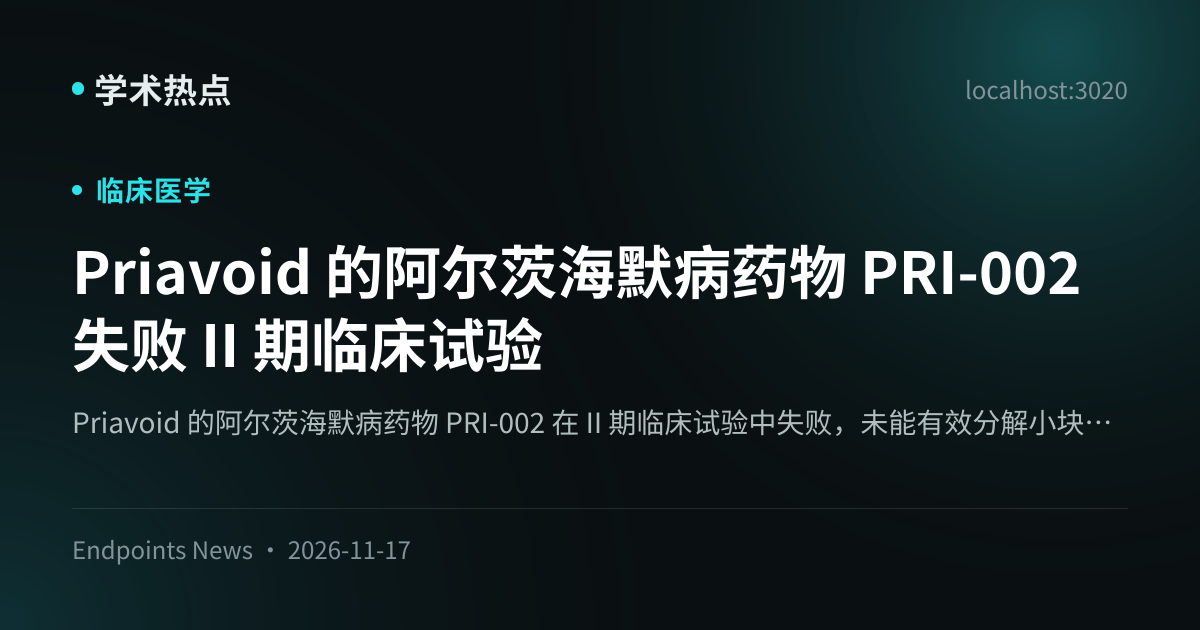 学术热点
localhost:3020
临床医学
Priavoid 的阿尔茨海默病药物 PRI-002
失败 II 期临床试验
Priavoid 的阿尔茨海默病药物 PRI-002 在 II 期临床试验中失败，未能有效分解小块…
Endpoints News · 2026-11-17